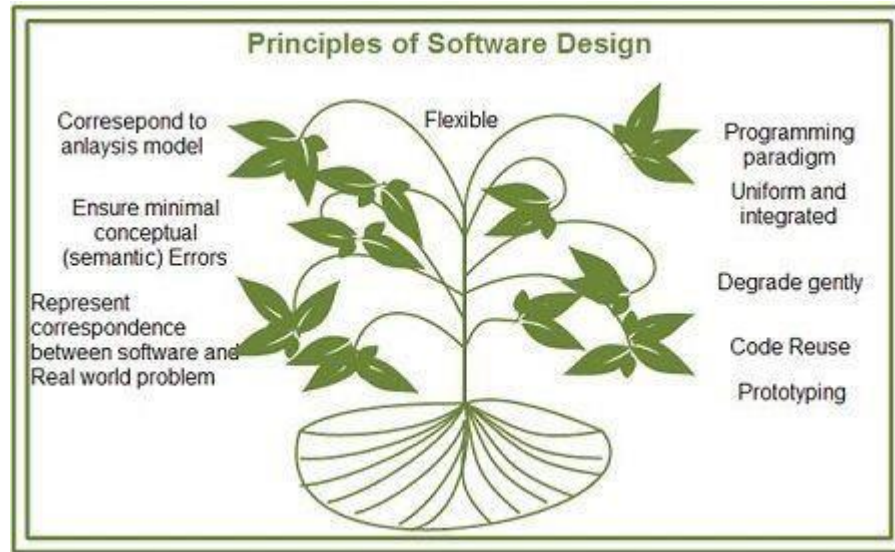 Principles of Software Design
Corresepond to
anlaysis model
Flexible
Programming
paradigm
Ensure minimal
conceptual
(semantic) Errors
Uniform and
integrated
Represent
correspondence
between software and
Real world problem
Degrade gently
Code Reuse
Prototyping